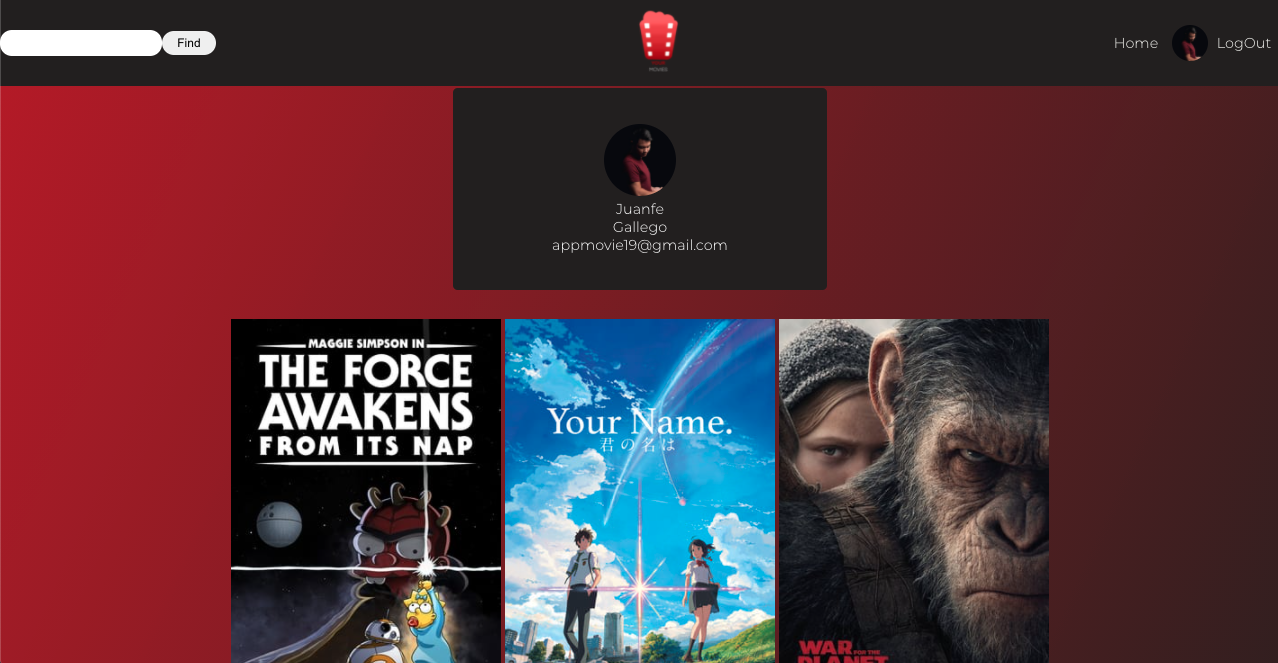 Find
MOVIES
Home
LogOut
Juanfe
Gallego
appmovie19@gmail.com
MAGGIE SIMPSON IN
THE FORCE
AWAKENS
FROM ITS NAP
Your Name.
君の名は
WAR FOR THE
PLANET